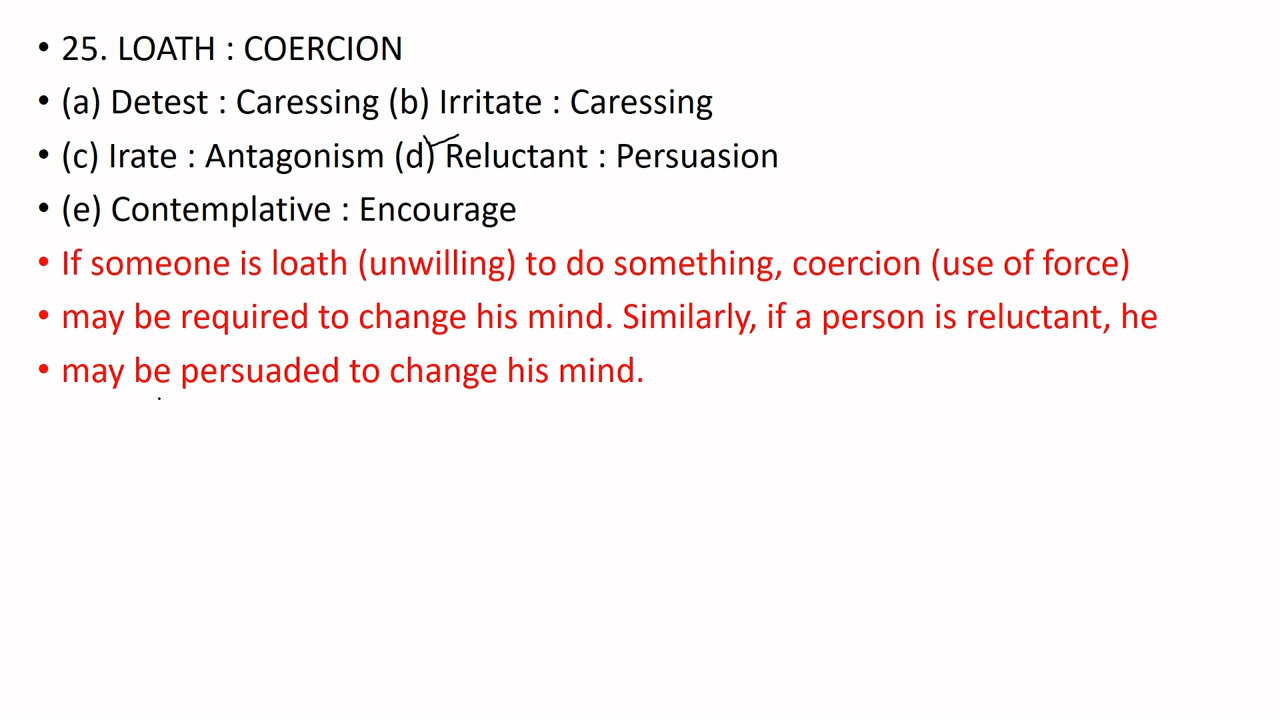 • 25. LOATH : COERCION
• (a) Detest : Caressing (b) Irritate : Caressing
• (c) Irate : Antagonism (d) Reluctant : Persuasion
• (e) Contemplative : Encourage
• If someone is loath (unwilling) to do something, coercion (use of force)
• may be required to change his mind. Similarly, if a person is reluctant, he
• may be persuaded to change his mind.